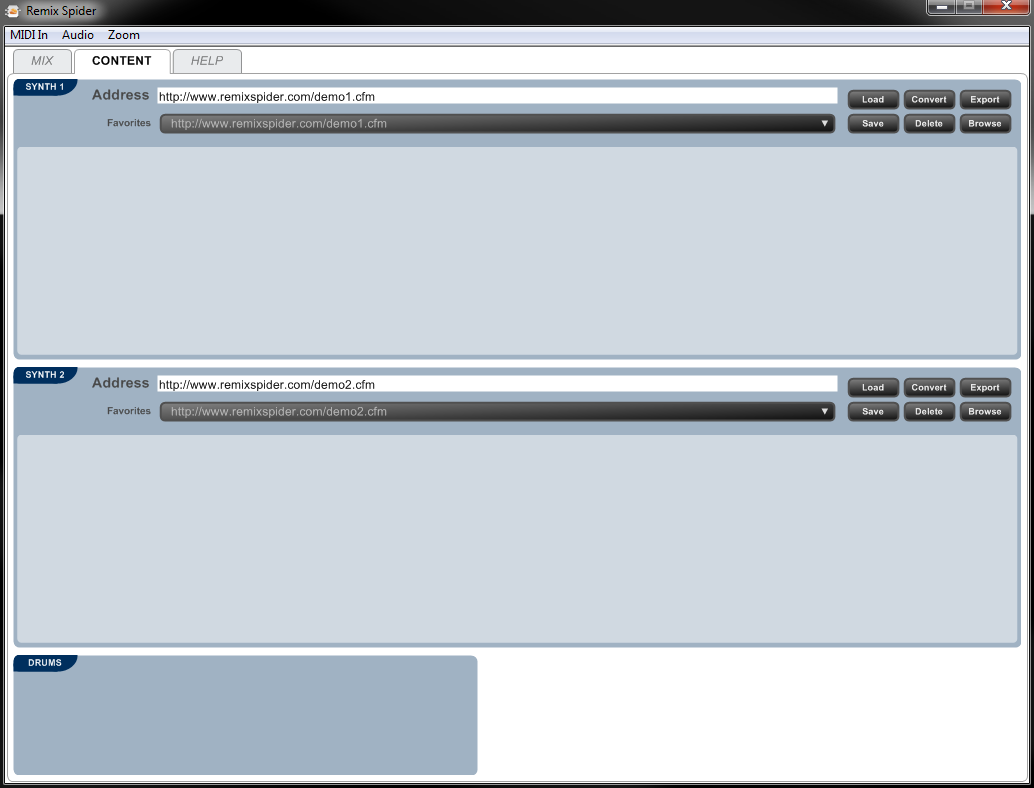 Remix Spider
MIDI In Audio Zoom
MIX CONTENT HELP
SYNTH 1
Address http://www.remixspider.com/demo1.cfm Load Convert Export
Favorites http://www.remixspider.com/demo1.cfm Save Delete Browse
SYNTH 2
Address http://www.remixspider.com/demo2.cfm Load Convert Export
Favorites http://www.remixspider.com/demo2.cfm Save Delete Browse
DRUMS